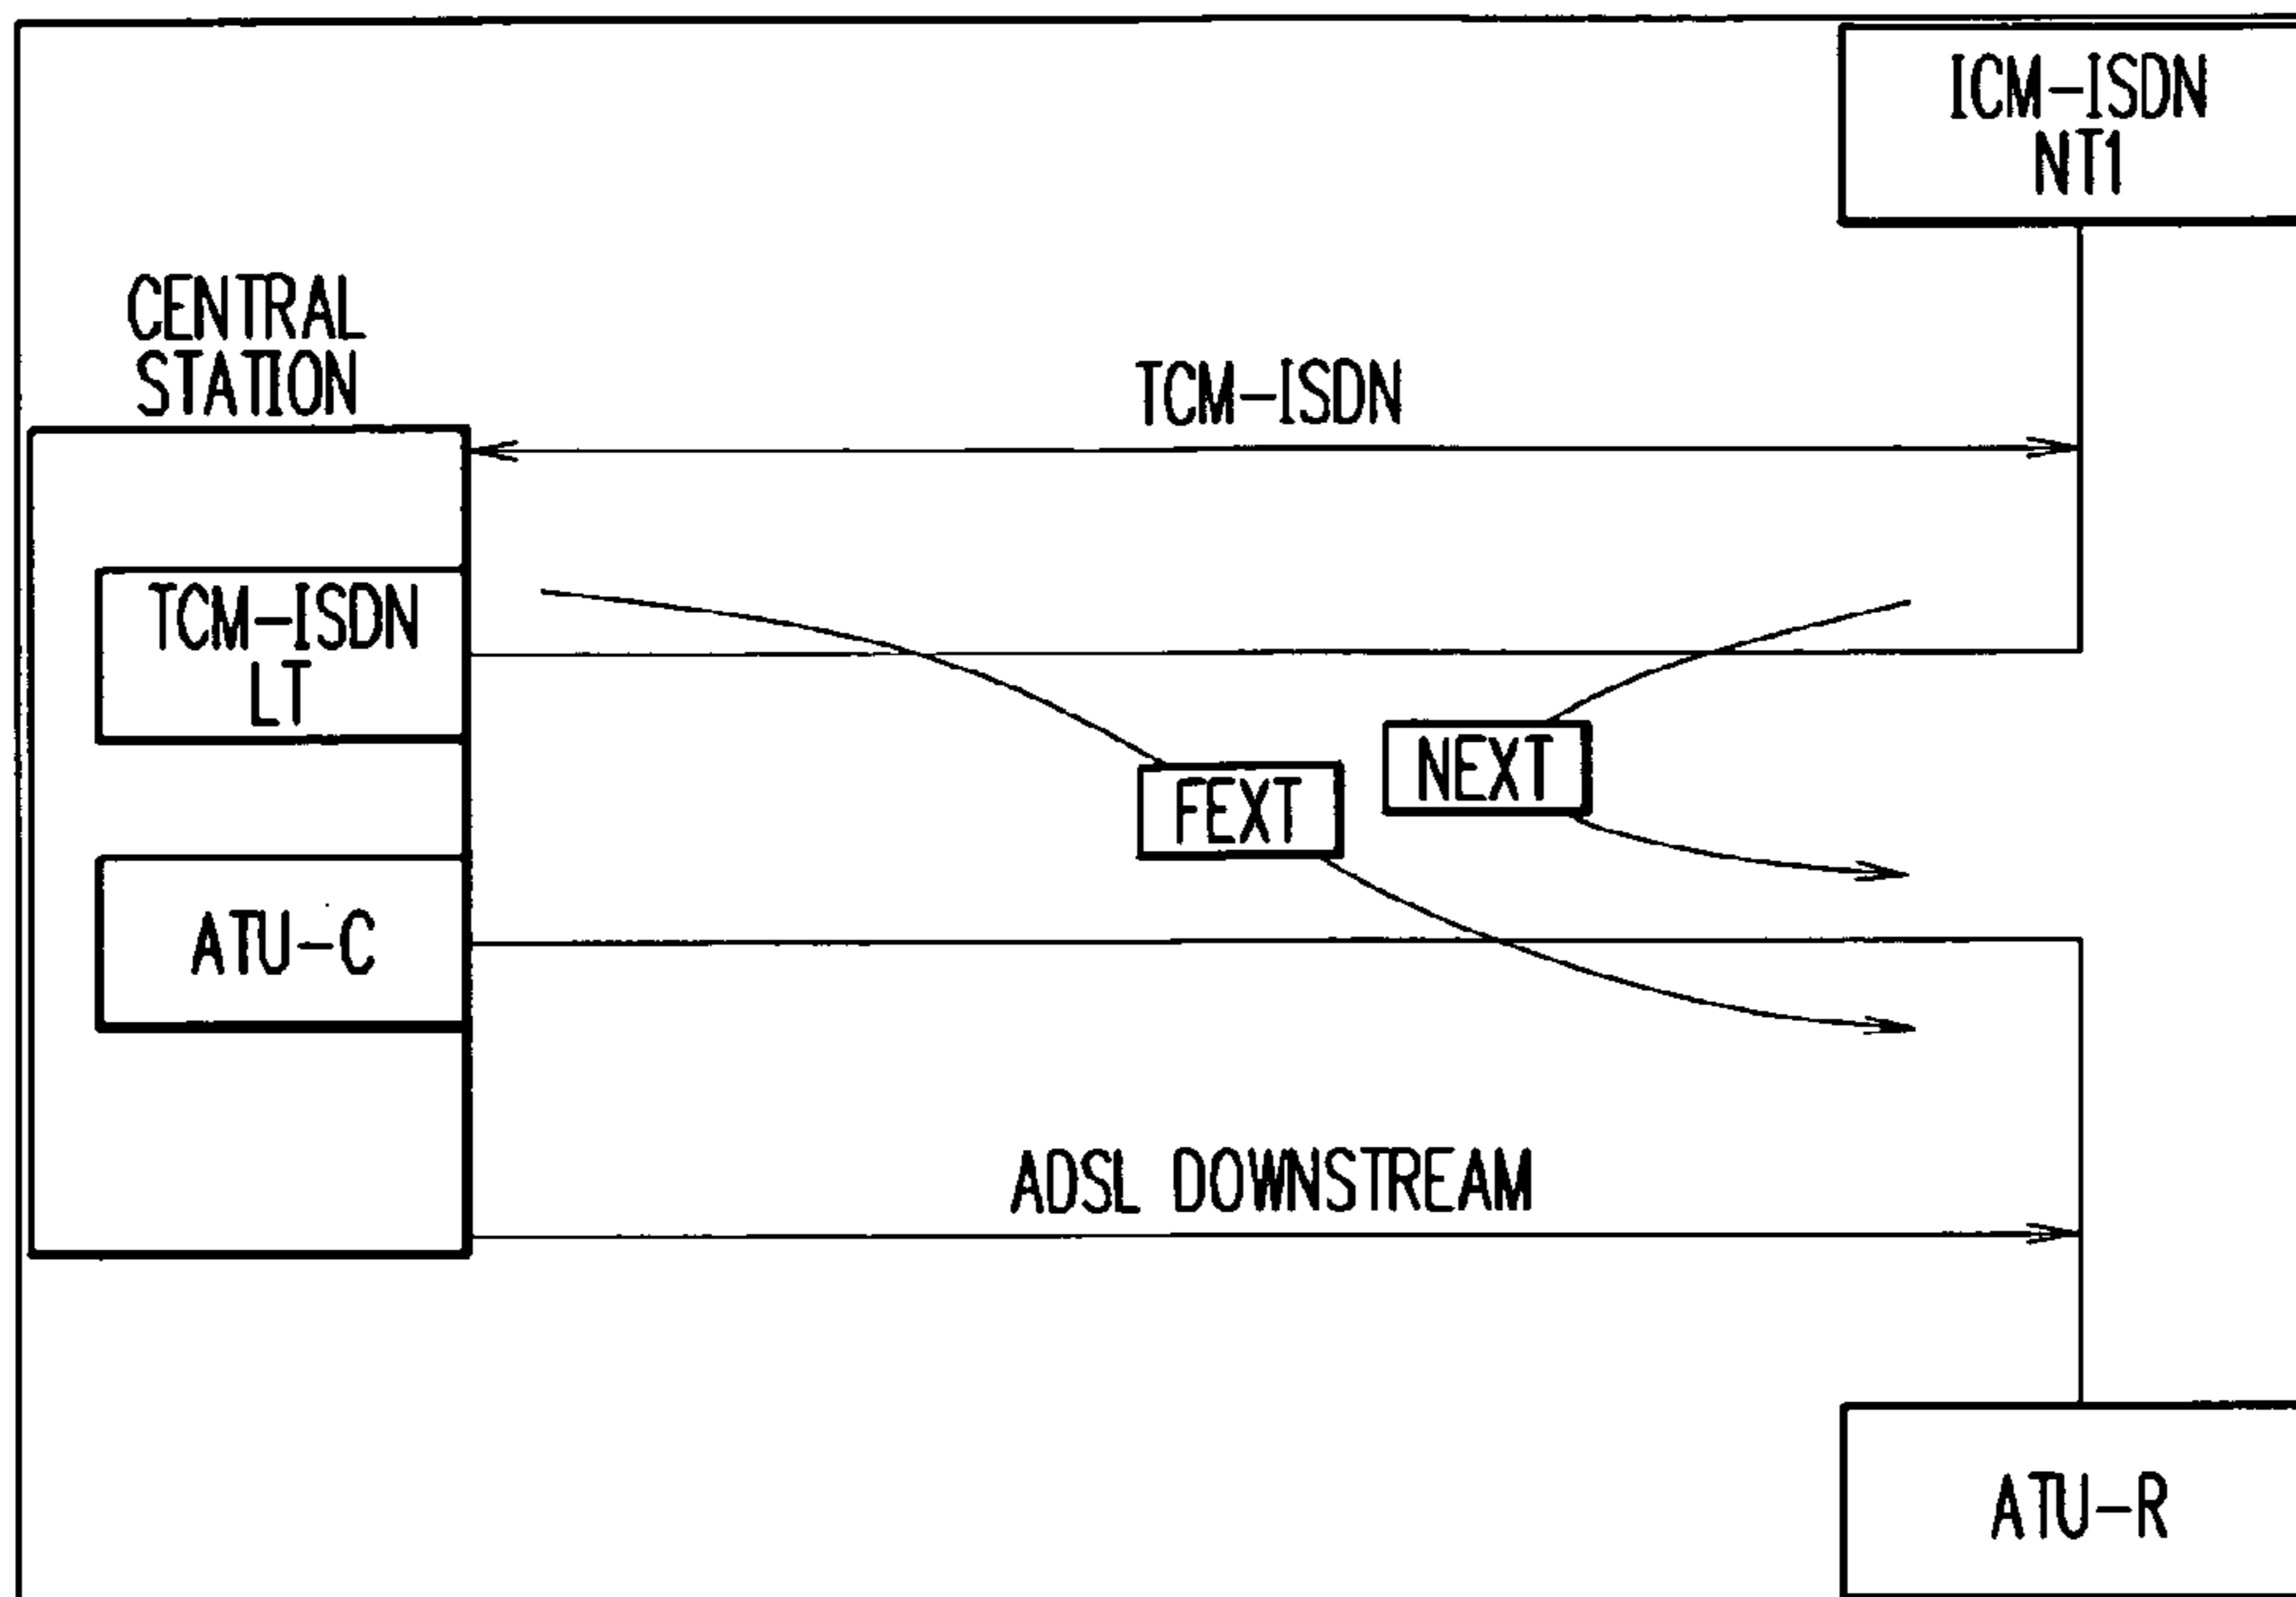 ICM-ISDN
NT1
CENTRAL
STATION
TCM-ISDN
TCM-ISDN
LT
NEXT
FEXT
ATU-C
ADSL DOWNSTREAM
ATU-R